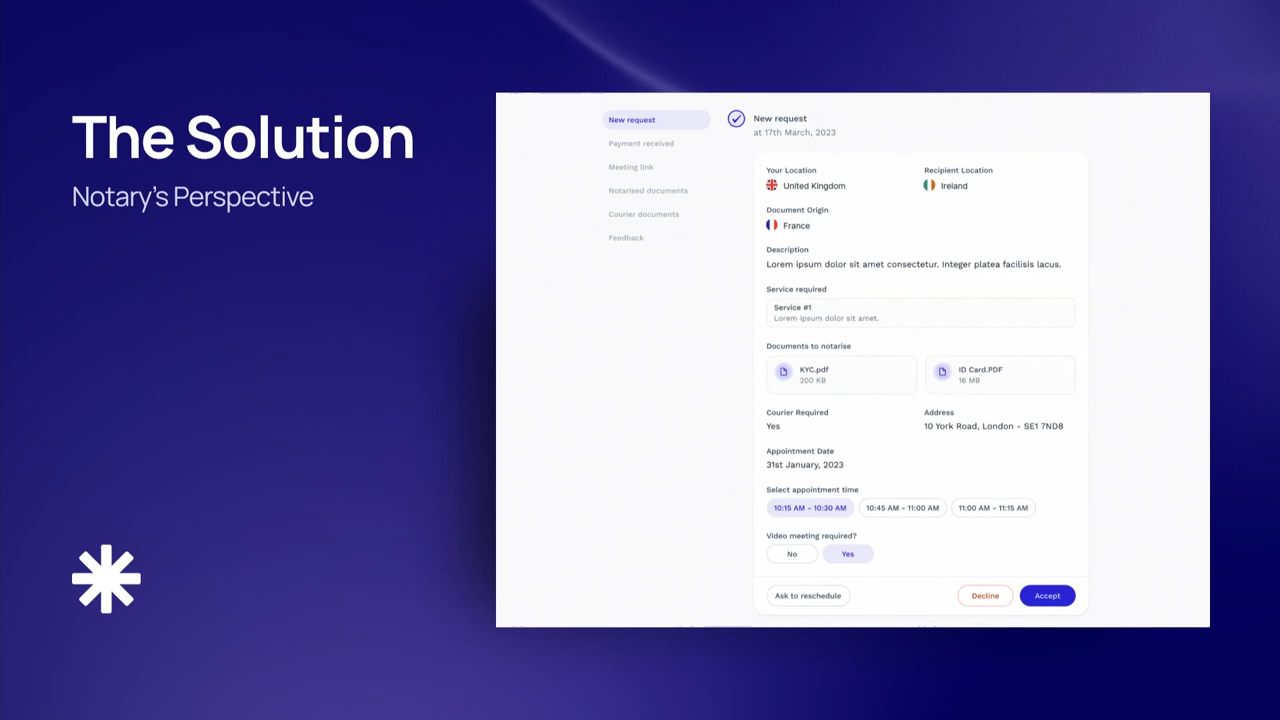 The Solution
Notary's Perspective
New request
Payment received
Meeting link
Notarised documents
Courier documents
Feedback
New request
at 17th March, 2023
Your Location
Recipient Location
United Kingdom
Ireland
Document Origin
France
Description
Lorem ipsum dolor sit amet consectetur. Integer platea facilisis lacus.
Service required
Service #1
Lorem ipsum dolor sit amet.
Documents to notarise
KYC.pdf
200 KB
ID Card.PDF
16 MB
Courier Required
Yes
Address
10 York Road, London - SE1 7ND8
Appointment Date
31st January, 2023
Select appointment time
10:15 AM - 10:30 AM
10:45 AM - 11:00 AM
11:00 AM - 11:15 AM
Video meeting required?
No
Yes
Ask to reschedule
Decline
Accept